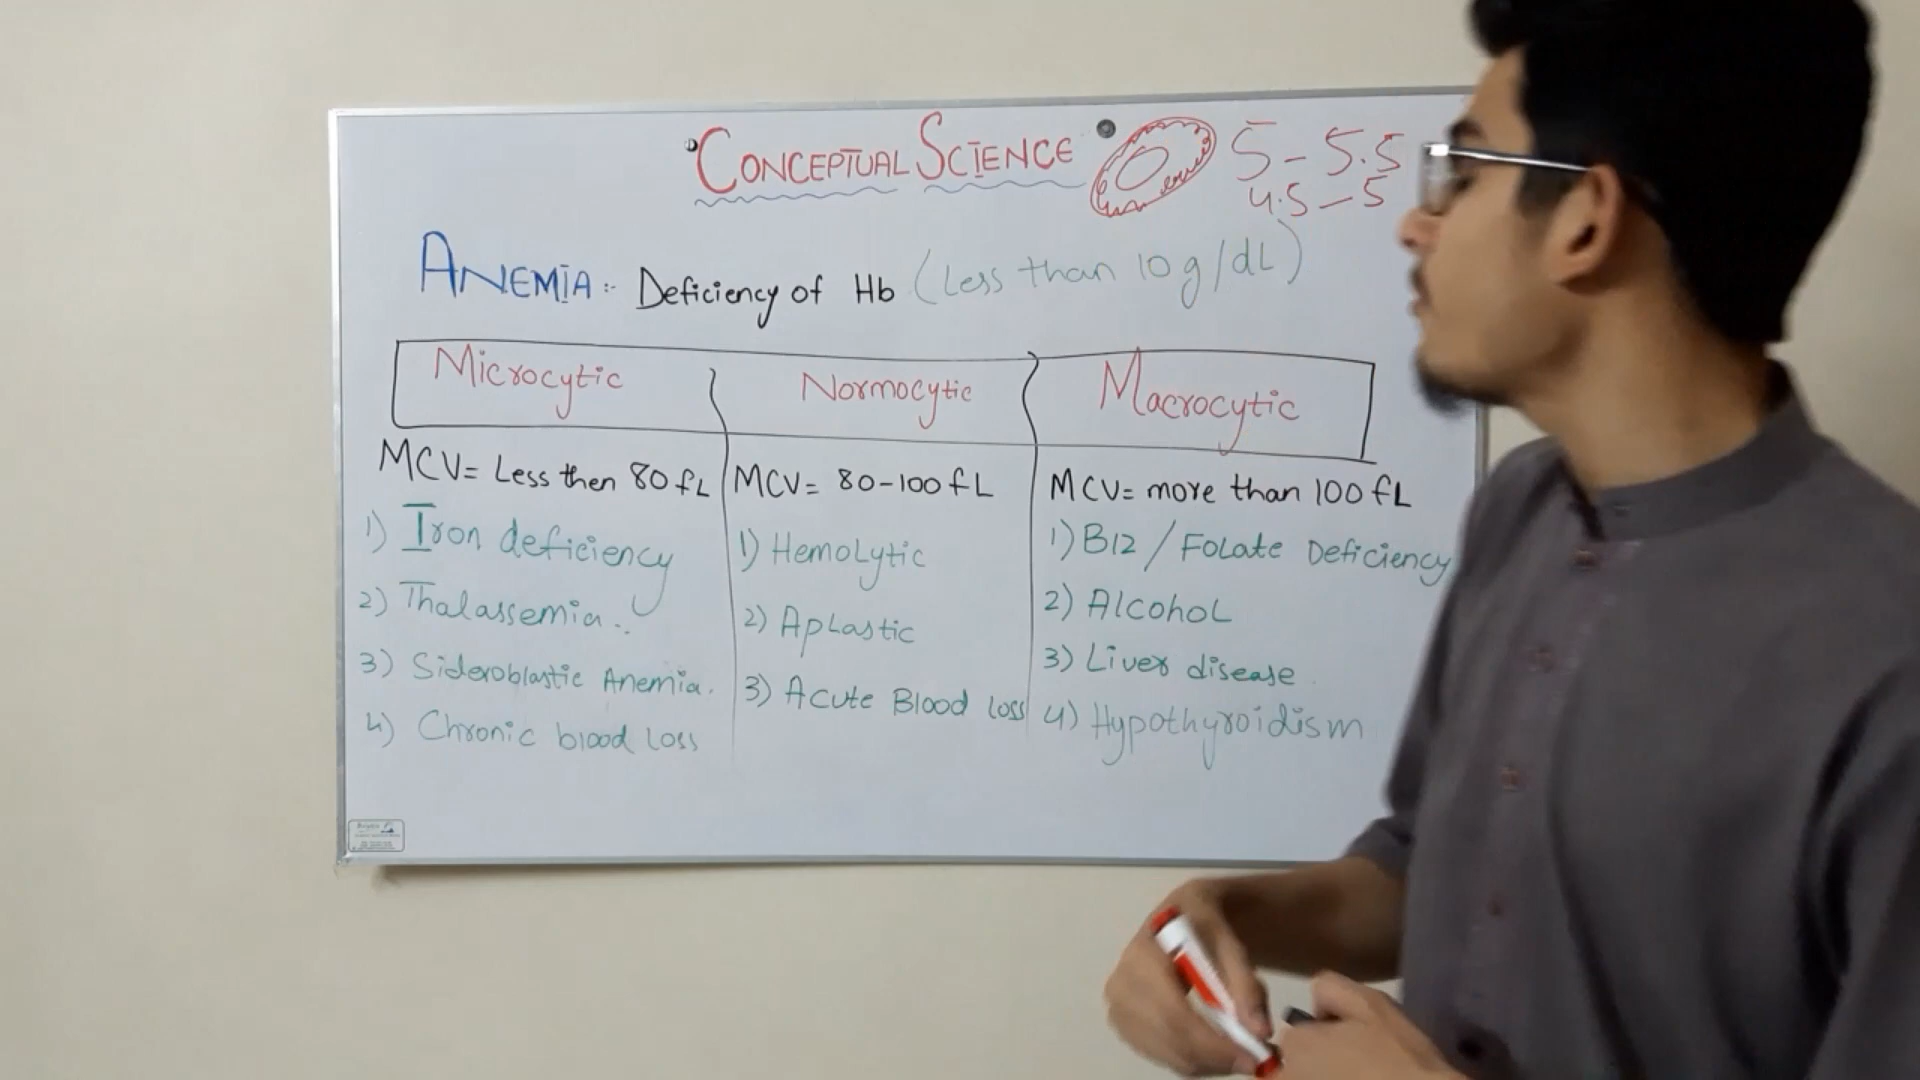 CONCEPTUAL SCIENCE
5 - 5.5
4.5 - 5
ANEMIA :- Deficiency of Hb (Less than 10 g/dL)
Microcytic
Normocytic
Macrocytic
MCV= Less then 80 fL
1) Iron deficiency
2) Thalassemia..
3) Sideroblastic Anemia.
4) Chronic blood loss
MCV= 80-100 fL
1) Hemolytic
2) Aplastic
3) Acute Blood loss
MCV= more than 100 fL
1) B12 / Folate Deficiency
2) Alcohol
3) Liver disease
4) Hypothyroidism